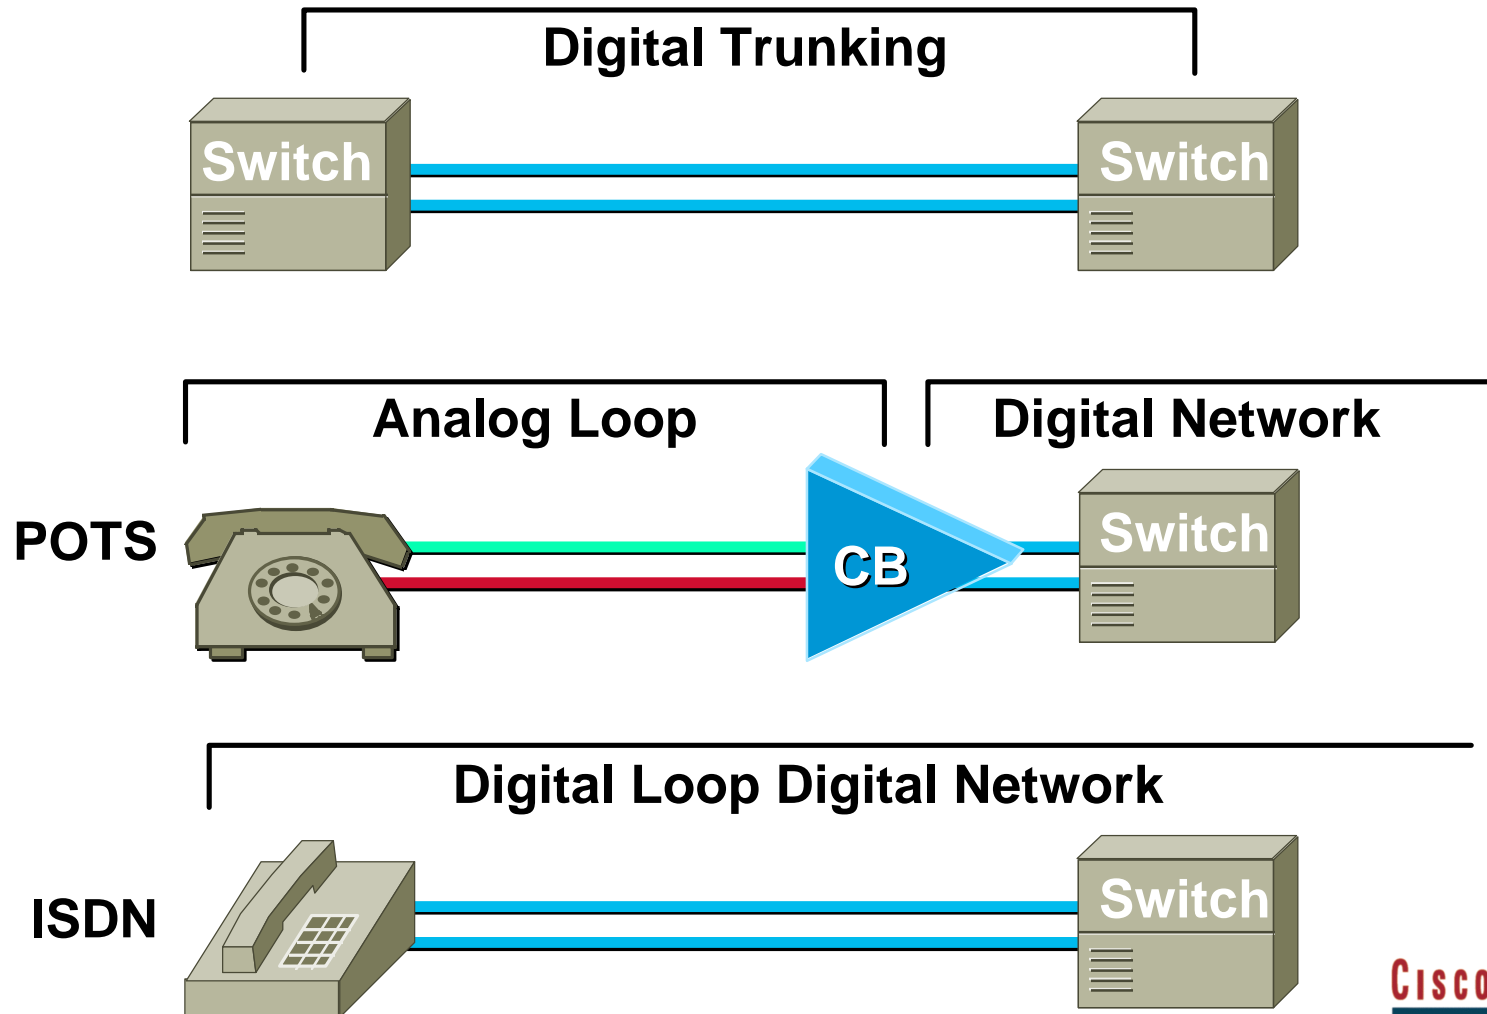 Digital Trunking
Switch
Switch
Analog Loop
Digital Network
POTS
CB
Switch
Digital Loop Digital Network
ISDN
Switch
CISCO